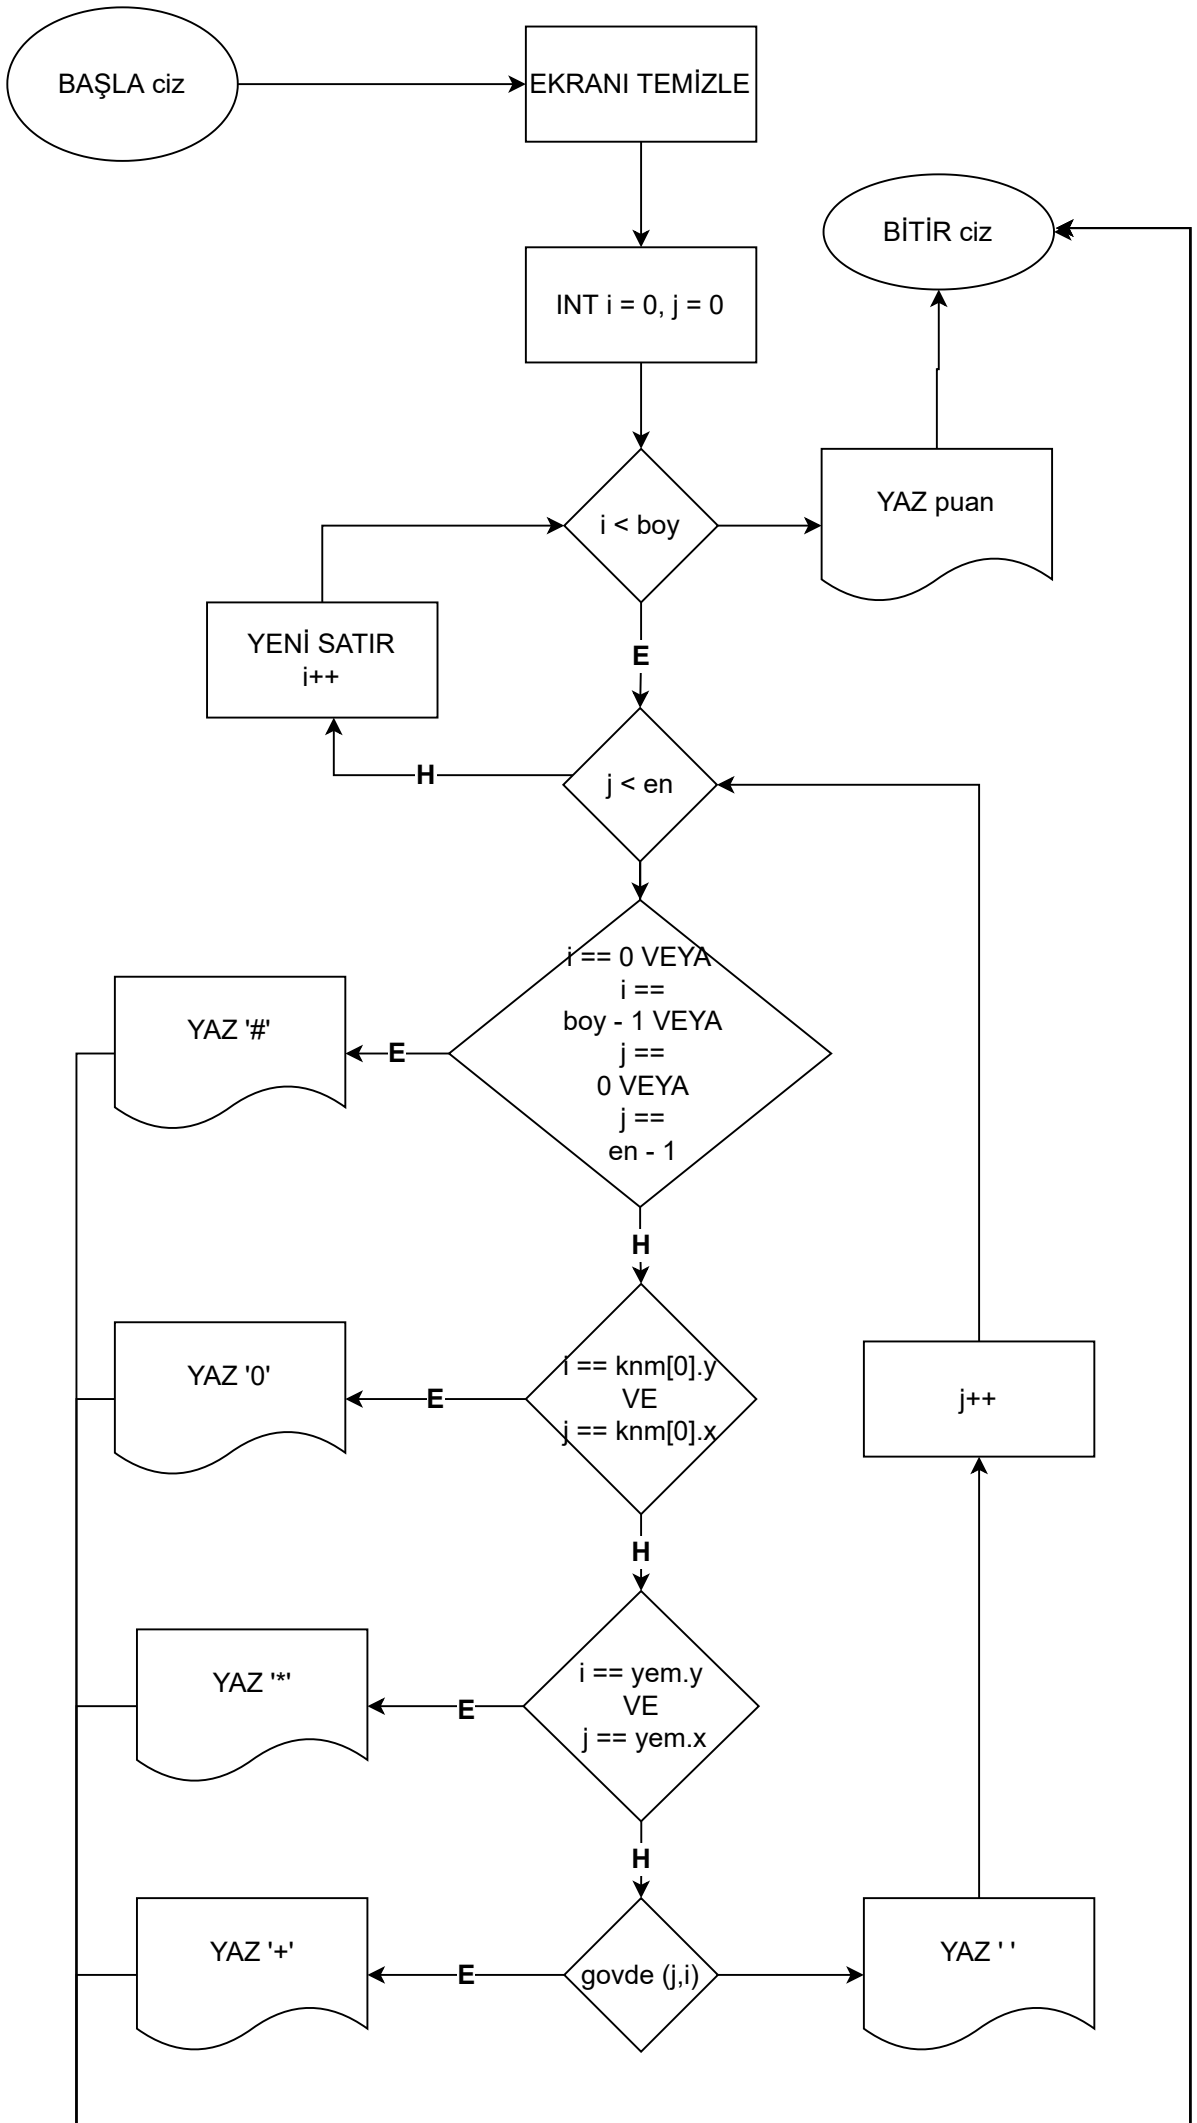 BAŞLA ciz
EKRANI TEMİZLE
BİTİR ciz
INT i = 0, j = 0
i < boy
YAZ puan
YENİ SATIR
i++
E
H
j < en
i == 0 VEYA
i ==
boy - 1 VEYA
j ==
0 VEYA
j ==
en - 1
E
YAZ '#'
H
i == knm[0].y
VE
j == knm[0].x
E
YAZ '0'
j++
H
i == yem.y
VE
j == yem.x
E
YAZ '*'
H
govde (j,i)
E
YAZ '+'
YAZ ' '